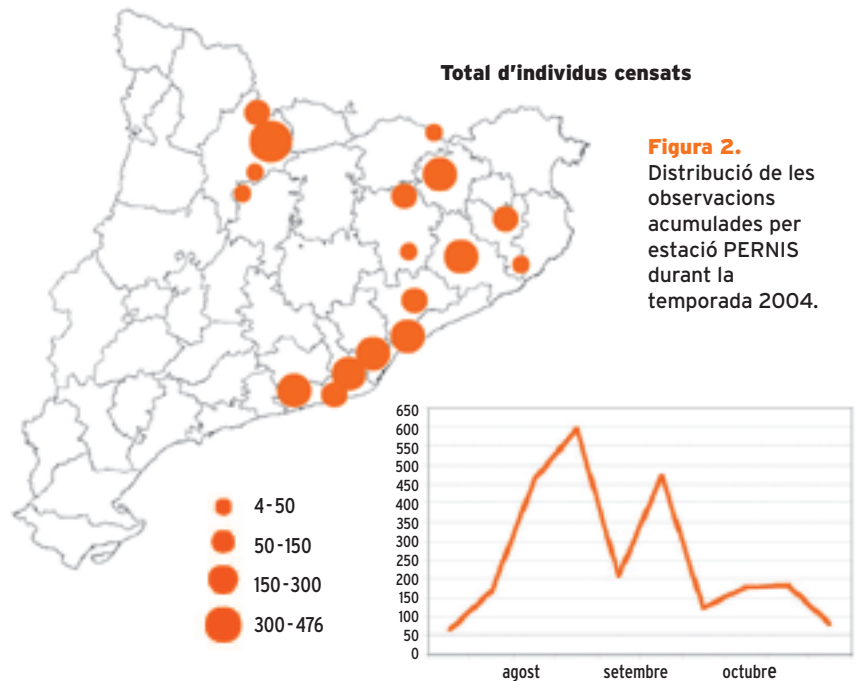 Total d'individus censats
Figura 2.
Distribució de les
observacions
acumulades per
estació PERNIS
durant la
temporada 2004.
4-50
50-150
150-300
300-476
650
600
550
500
450
400
350
300
250
200
150
100
50
0
agost setembre octubre